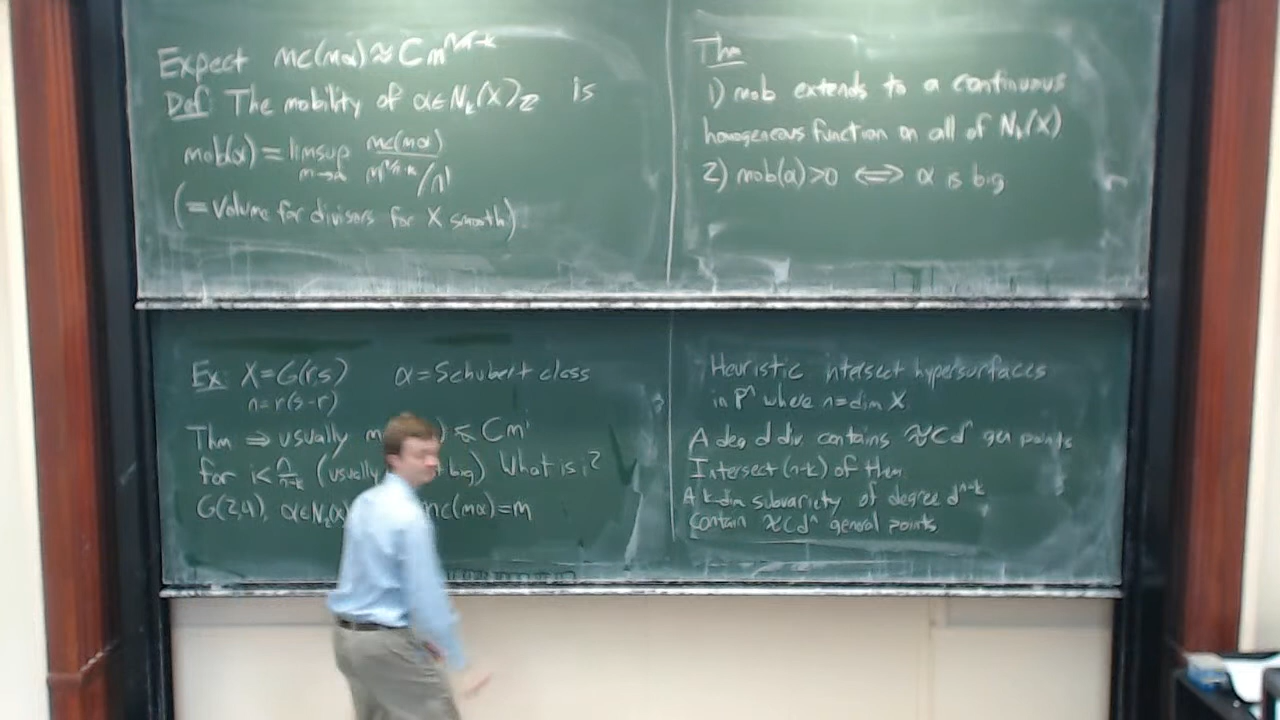 Expect mc(mα) ≈ C m^{n/n-k}
Def: The mobility of α ∈ N_k(X)_Z is
mob(α) = limsup_{m→∞} mc(mα) / (m^{n/n-k}/n!)
(= volume for divisors for X smooth)
Thm
1) mob extends to a continuous
homogeneous function on all of N_k(X)
2) mob(α)>0 ⟺ α is big
Ex: X = G(r,s) α = Schubert class
n = r(s-r)
Thm ⇒ usually ) ≤ Cm^i
for i < n/n-k (usually big) What is i?
G(2,4), α∈N_2(X) mc(mα)=m
Heuristic intersect hypersurfaces
in P^n where n=dim X
A deg d div. contains ≈Cd^n gen points
Intersect (n-k) of them
A k-dim subvariety of degree d^{n-k}
contain ≈Cd^n general points